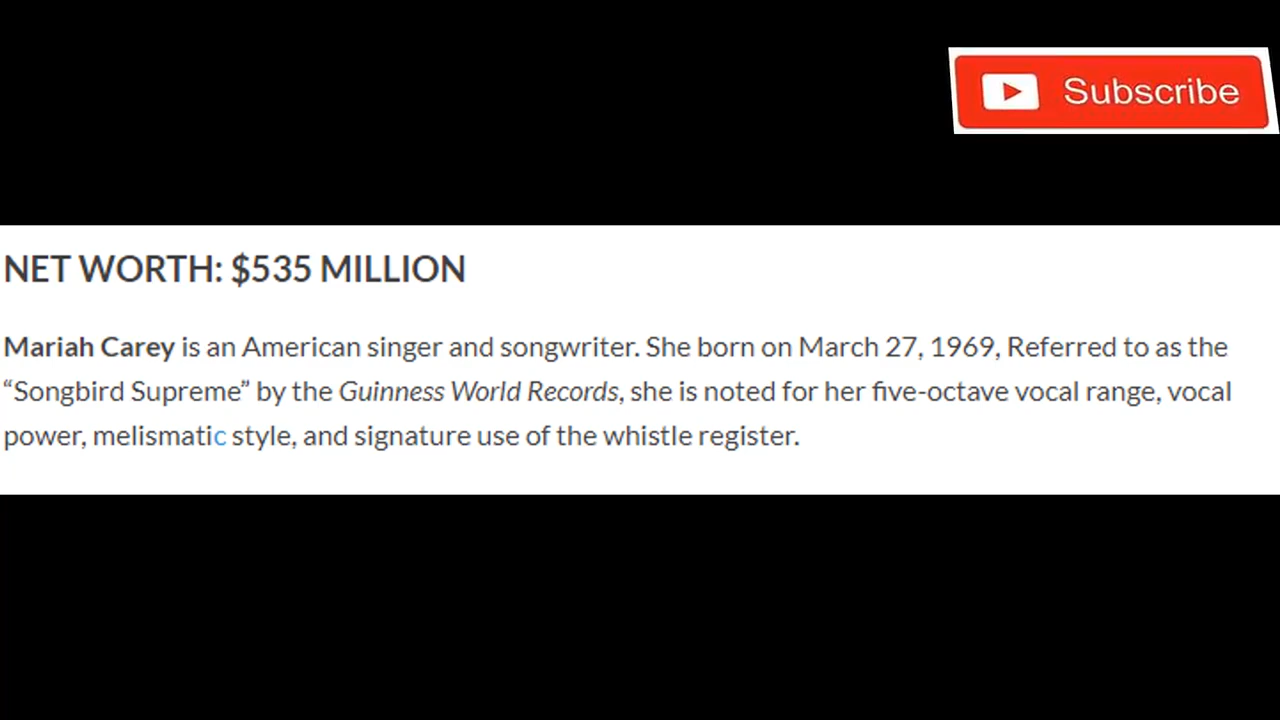 Subscribe
NET WORTH: $535 MILLION
Mariah Carey is an American singer and songwriter. She born on March 27, 1969, Referred to as the
“Songbird Supreme” by the Guinness World Records, she is noted for her five-octave vocal range, vocal
power, melismatic style, and signature use of the whistle register.